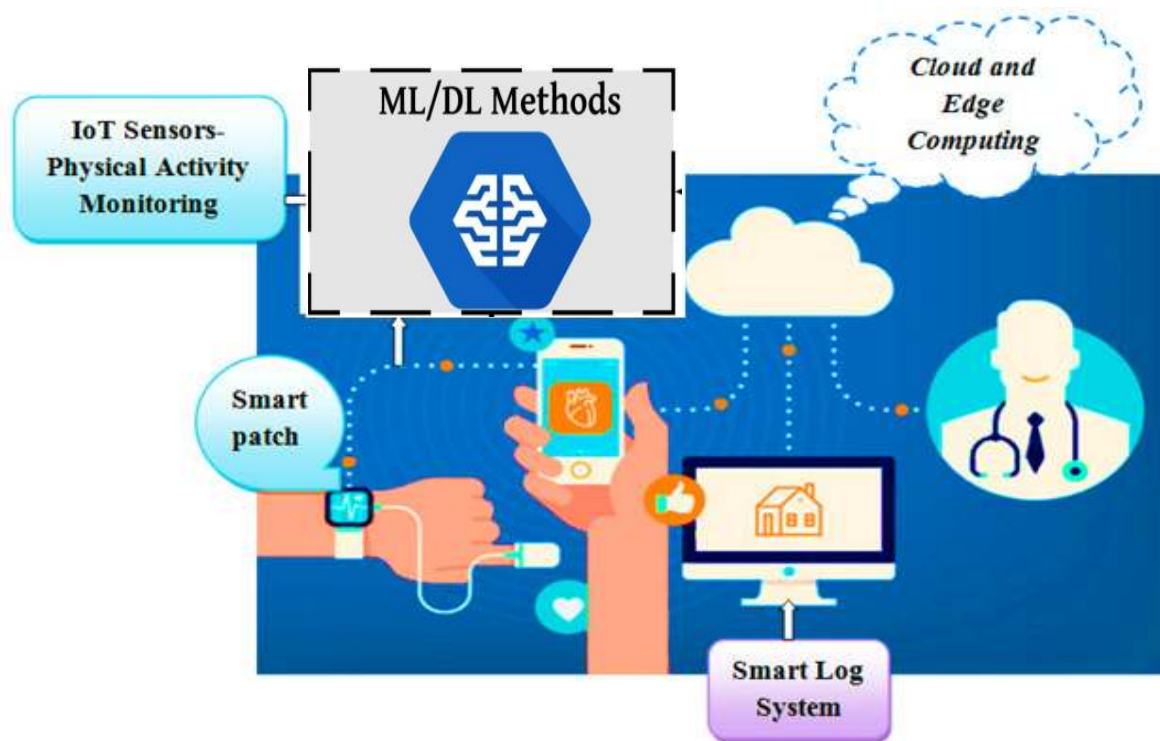 ML/DL Methods
IoT Sensors-
Physical Activity
Monitoring
Cloud and
Edge
Computing
Smart
patch
Smart Log
System